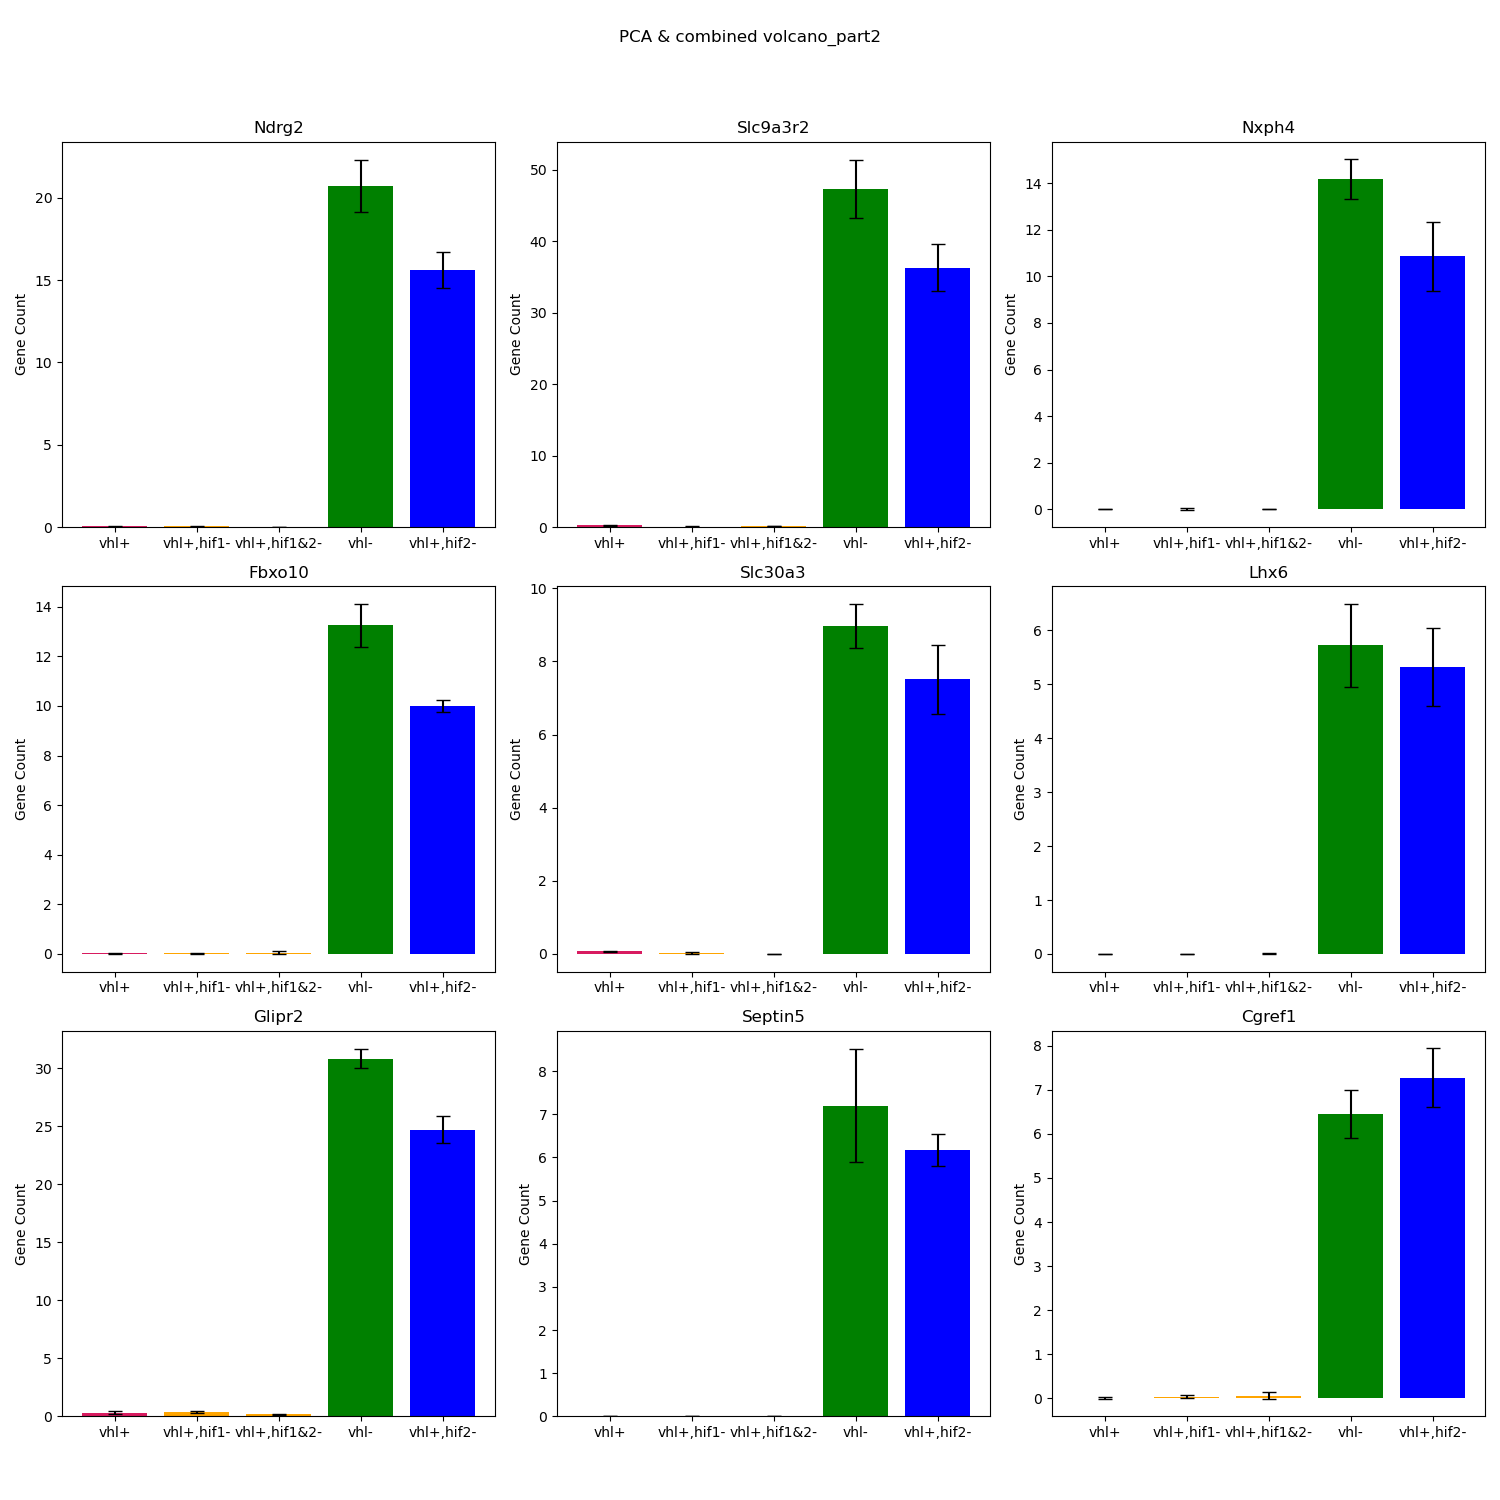 PCA & combined volcano_part2
Ndrg2
Slc9a3r2
Nxph4
Gene Count
20
15
10
5
0
vhl+
vhl+,hif1-
vhl+,hif1&2-
vhl-
vhl+,hif2-
Gene Count
50
40
30
20
10
0
vhl+
vhl+,hif1-
vhl+,hif1&2-
vhl-
vhl+,hif2-
Gene Count
14
12
10
8
6
4
2
0
vhl+
vhl+,hif1-
vhl+,hif1&2-
vhl-
vhl+,hif2-
Fbxo10
Slc30a3
Lhx6
Gene Count
14
12
10
8
6
4
2
0
vhl+
vhl+,hif1-
vhl+,hif1&2-
vhl-
vhl+,hif2-
Gene Count
10
8
6
4
2
0
vhl+
vhl+,hif1-
vhl+,hif1&2-
vhl-
vhl+,hif2-
Gene Count
6
5
4
3
2
1
0
vhl+
vhl+,hif1-
vhl+,hif1&2-
vhl-
vhl+,hif2-
Glipr2
Septin5
Cgref1
Gene Count
30
25
20
15
10
5
0
vhl+
vhl+,hif1-
vhl+,hif1&2-
vhl-
vhl+,hif2-
Gene Count
8
7
6
5
4
3
2
1
0
vhl+
vhl+,hif1-
vhl+,hif1&2-
vhl-
vhl+,hif2-
Gene Count
8
7
6
5
4
3
2
1
0
vhl+
vhl+,hif1-
vhl+,hif1&2-
vhl-
vhl+,hif2-